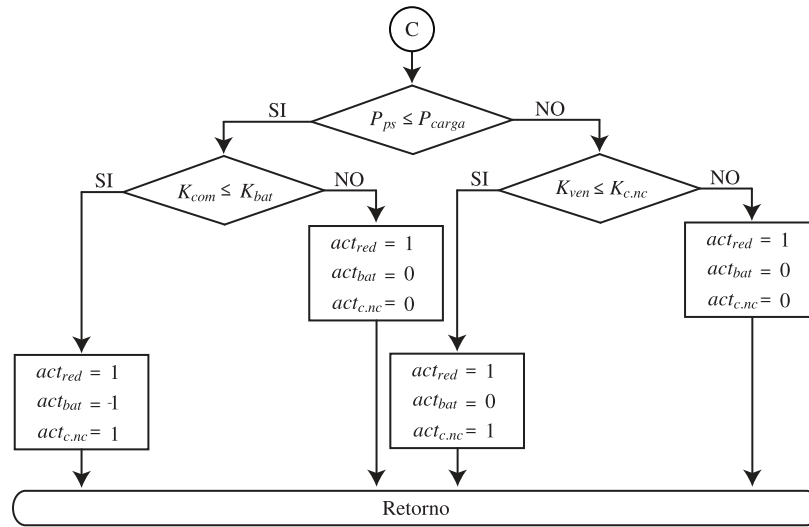 C
P_ps ≤ P_carga
SI
NO
K_com ≤ K_bat
SI
NO
K_ven ≤ K_c.nc
SI
NO
act_red = 1
act_bat = 0
act_c.nc = 0
act_red = 1
act_bat = 0
act_c.nc = 0
act_red = 1
act_bat = -1
act_c.nc = 1
act_red = 1
act_bat = 0
act_c.nc = 1
Retorno